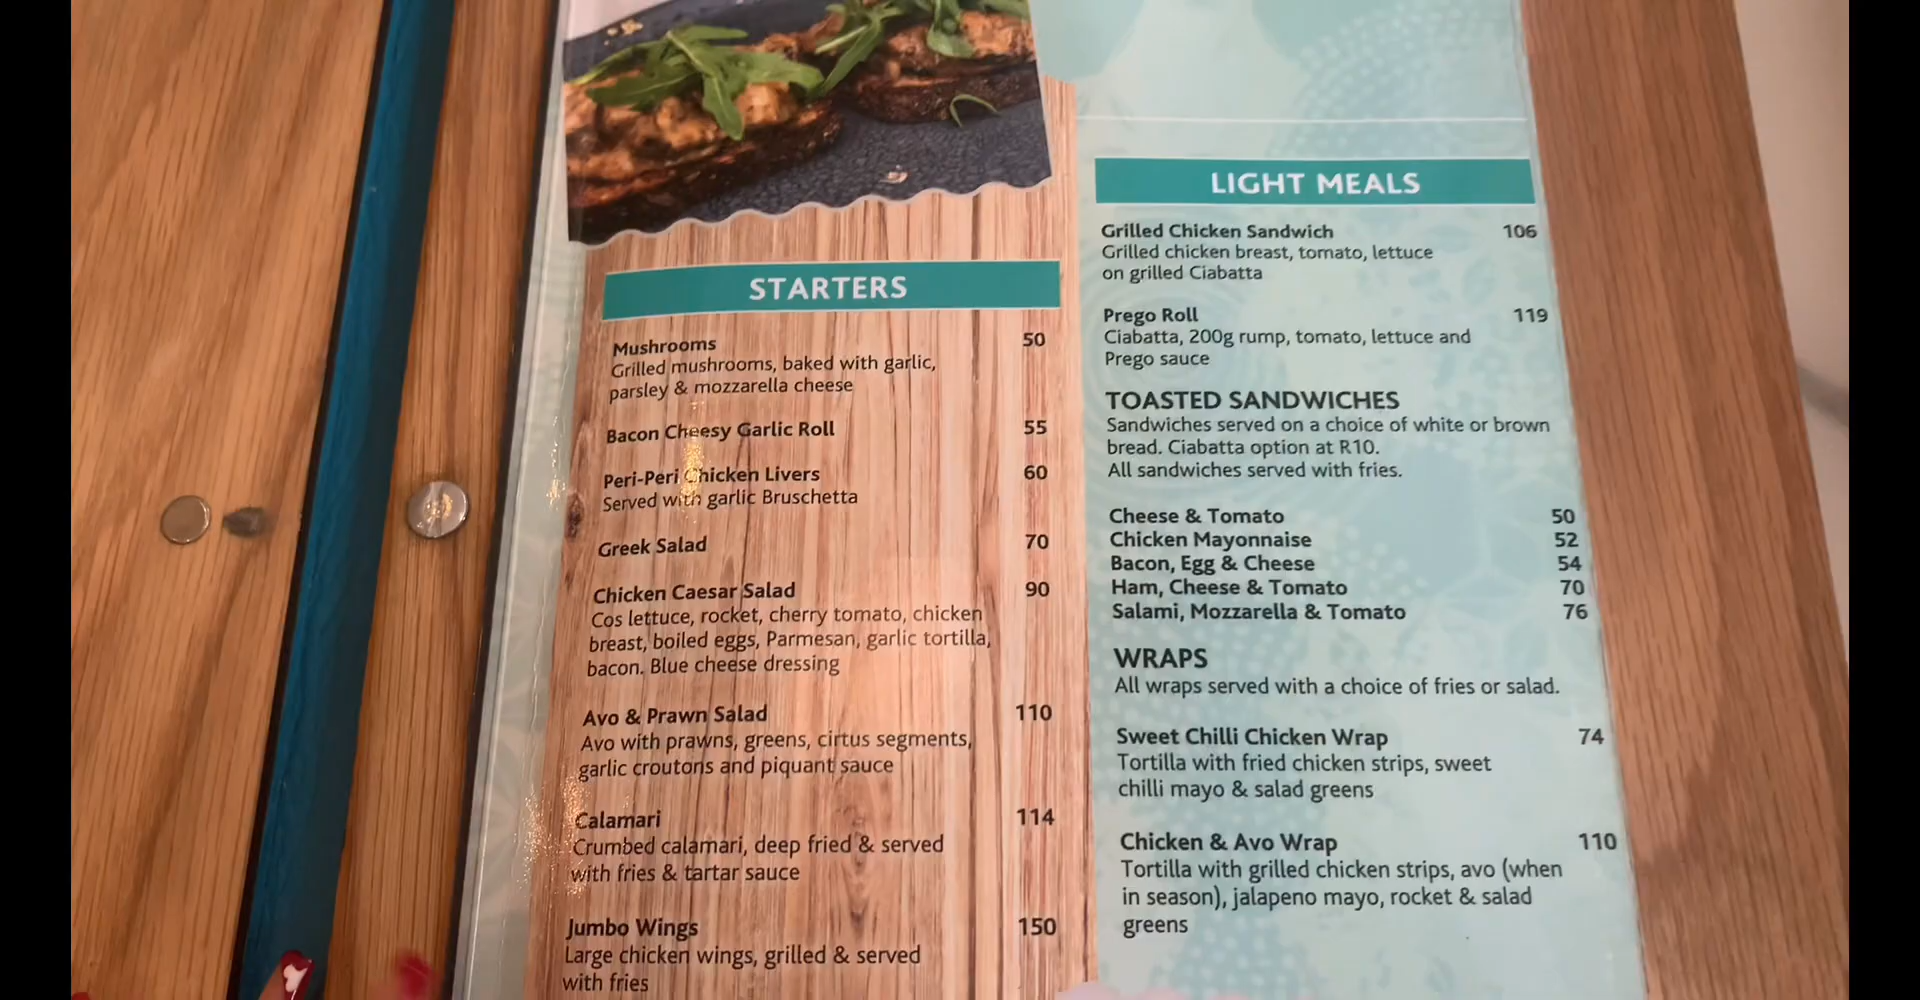 STARTERS
Mushrooms 50
Grilled mushrooms, baked with garlic,
parsley & mozzarella cheese
Bacon Cheesy Garlic Roll 55
Peri-Peri Chicken Livers 60
Served with garlic Bruschetta
Greek Salad 70
Chicken Caesar Salad 90
Cos lettuce, rocket, cherry tomato, chicken
breast, boiled eggs, Parmesan, garlic tortilla,
bacon. Blue cheese dressing
Avo & Prawn Salad 110
Avo with prawns, greens, cirtus segments,
garlic croutons and piquant sauce
Calamari 114
Crumbed calamari, deep fried & served
with fries & tartar sauce
Jumbo Wings 150
Large chicken wings, grilled & served
with fries
LIGHT MEALS
Grilled Chicken Sandwich 106
Grilled chicken breast, tomato, lettuce
on grilled Ciabatta
Prego Roll 119
Ciabatta, 200g rump, tomato, lettuce and
Prego sauce
TOASTED SANDWICHES
Sandwiches served on a choice of white or brown
bread. Ciabatta option at R10.
All sandwiches served with fries.
Cheese & Tomato 50
Chicken Mayonnaise 52
Bacon, Egg & Cheese 54
Ham, Cheese & Tomato 70
Salami, Mozzarella & Tomato 76
WRAPS
All wraps served with a choice of fries or salad.
Sweet Chilli Chicken Wrap 74
Tortilla with fried chicken strips, sweet
chilli mayo & salad greens
Chicken & Avo Wrap 110
Tortilla with grilled chicken strips, avo (when
in season), jalapeno mayo, rocket & salad
greens